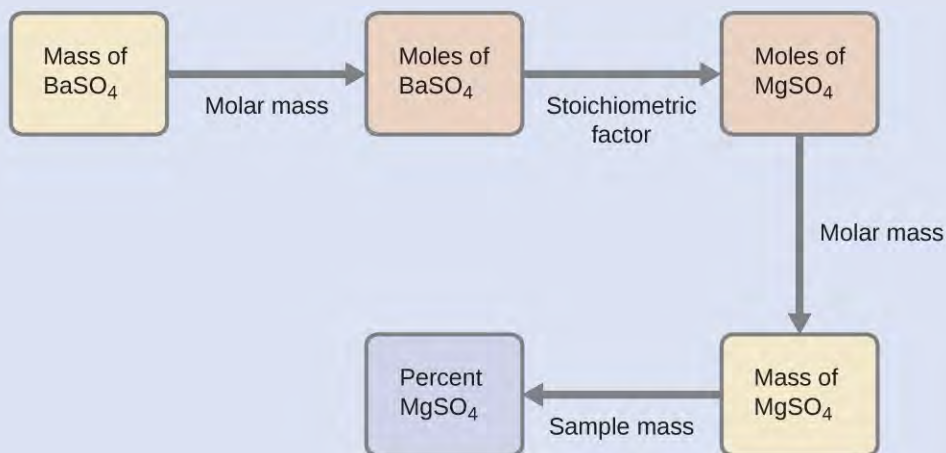 Mass of
BaSO₄
Molar mass
Moles of
BaSO₄
Stoichiometric
factor
Moles of
MgSO₄
Molar mass
Mass of
MgSO₄
Sample mass
Percent
MgSO₄